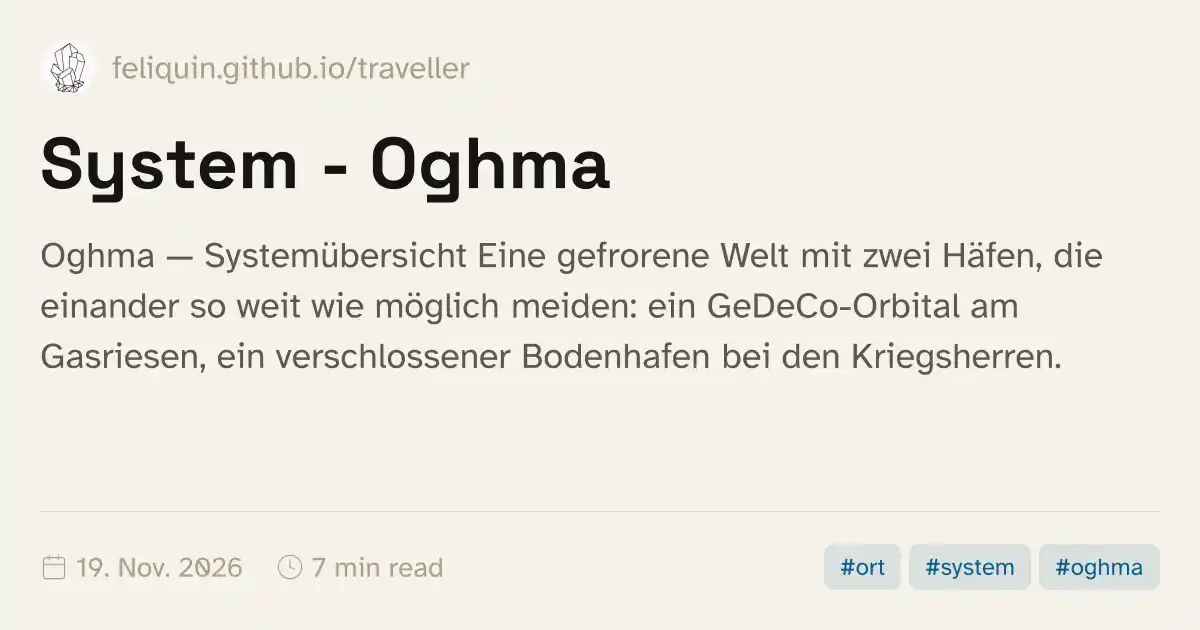 feliquin.github.io/traveller
System - Oghma
Oghma — Systemübersicht Eine gefrorene Welt mit zwei Häfen, die
einander so weit wie möglich meiden: ein GeDeCo-Orbital am
Gasriesen, ein verschlossener Bodenhafen bei den Kriegsherren.
19. Nov. 2026 7 min read #ort #system #oghma